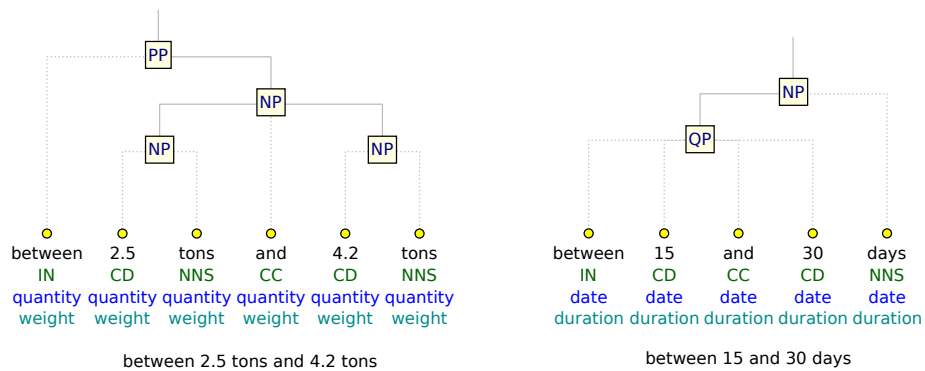 PP
NP
NP NP
between 2.5 tons and 4.2 tons
IN CD NNS CC CD NNS
quantity quantity quantity quantity quantity quantity
weight weight weight weight weight weight
between 2.5 tons and 4.2 tons
NP
QP
between 15 and 30 days
IN CD CC CD NNS
date date date date date
duration duration duration duration duration
between 15 and 30 days